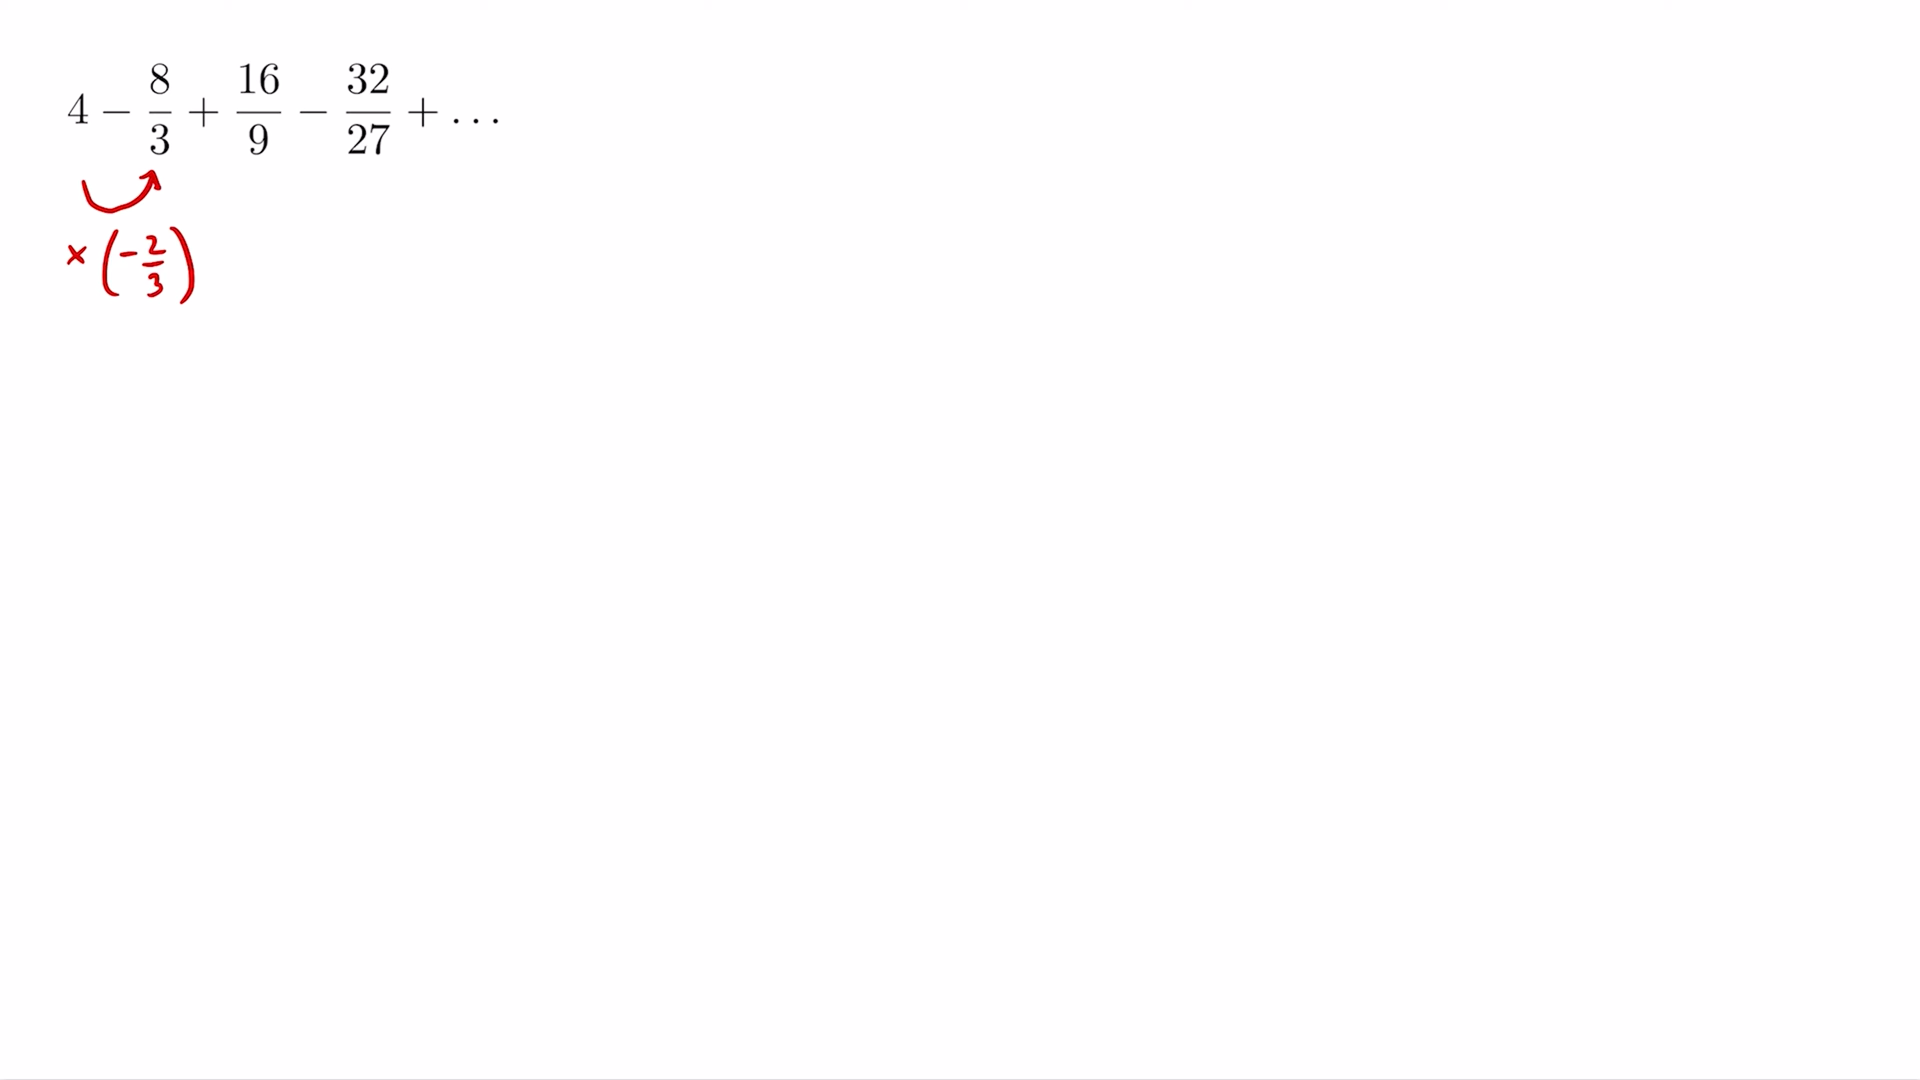 4 − 8/3 + 16/9 − 32/27 + …
× (−2/3)